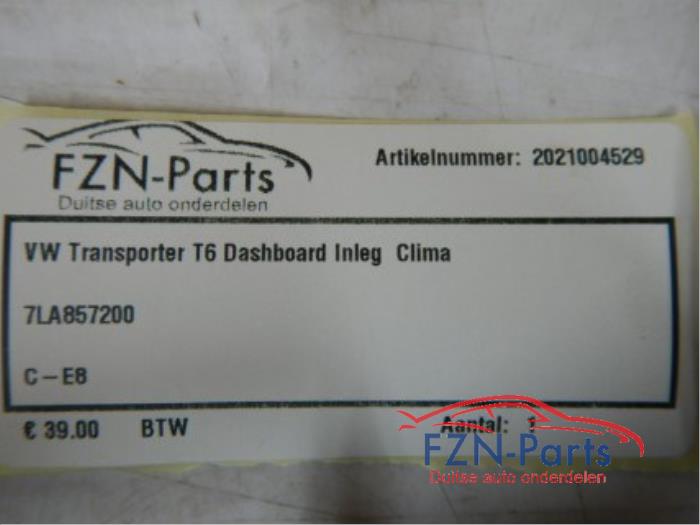 FZN-Parts
Duitse auto onderdelen
Artikelnummer: 2021004529
VW Transporter T6 Dashboard Inleg Clima
7LA857200
C-E8
€ 39.00 BTW Aantal: 1
FZN-Parts
Duitse auto onderdelen